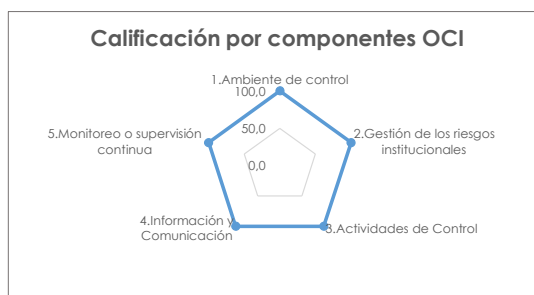 Calificación por componentes OCI
1.Ambiente de control
100,0
50,0
0,0
2.Gestión de los riesgos
institucionales
3.Actividades de Control
4.Información y
Comunicación
5.Monitoreo o supervisión
continua